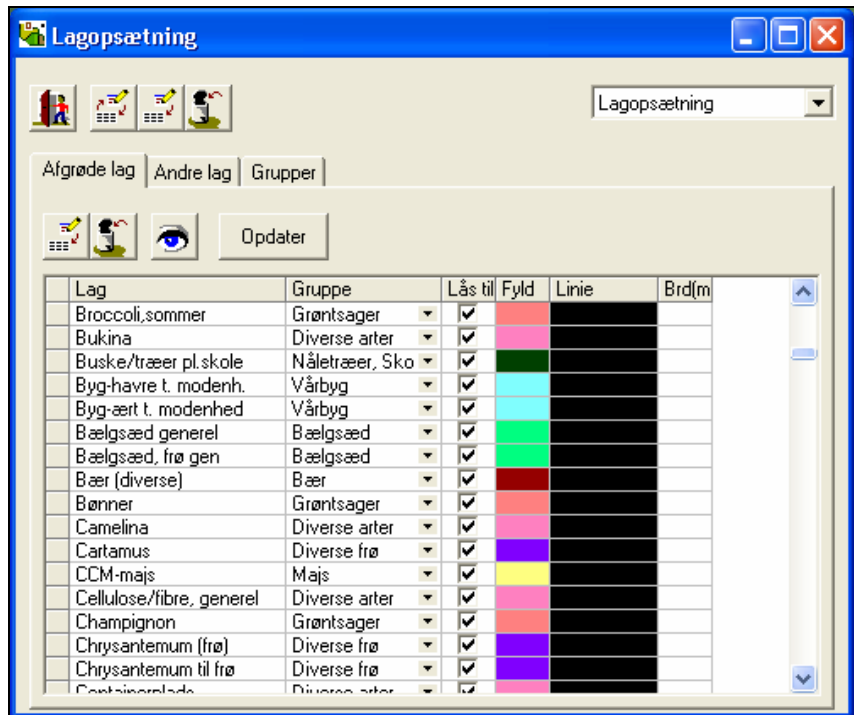 Lagopsætning
Lagopsætning
Afgrøde lag Andre lag Grupper
Opdater
Lag Gruppe Lås til Fyld Linie Brd(m
Broccoli,sommer Grøntsager
Bukina Diverse arter
Buske/træer pl.skole Nåletræer, Sko
Byg-havre t. modenh. Vårbyg
Byg-ært t. modenhed Vårbyg
Bælgsæd generel Bælgsæd
Bælgsæd, frø gen Bælgsæd
Bær (diverse) Bær
Bønner Grøntsager
Camelina Diverse arter
Cartamus Diverse frø
CCM-majs Majs
Cellulose/fibre, generel Diverse arter
Champignon Grøntsager
Chrysantemum (frø) Diverse frø
Chrysantemum til frø Diverse frø
Containerplads Diverse arter